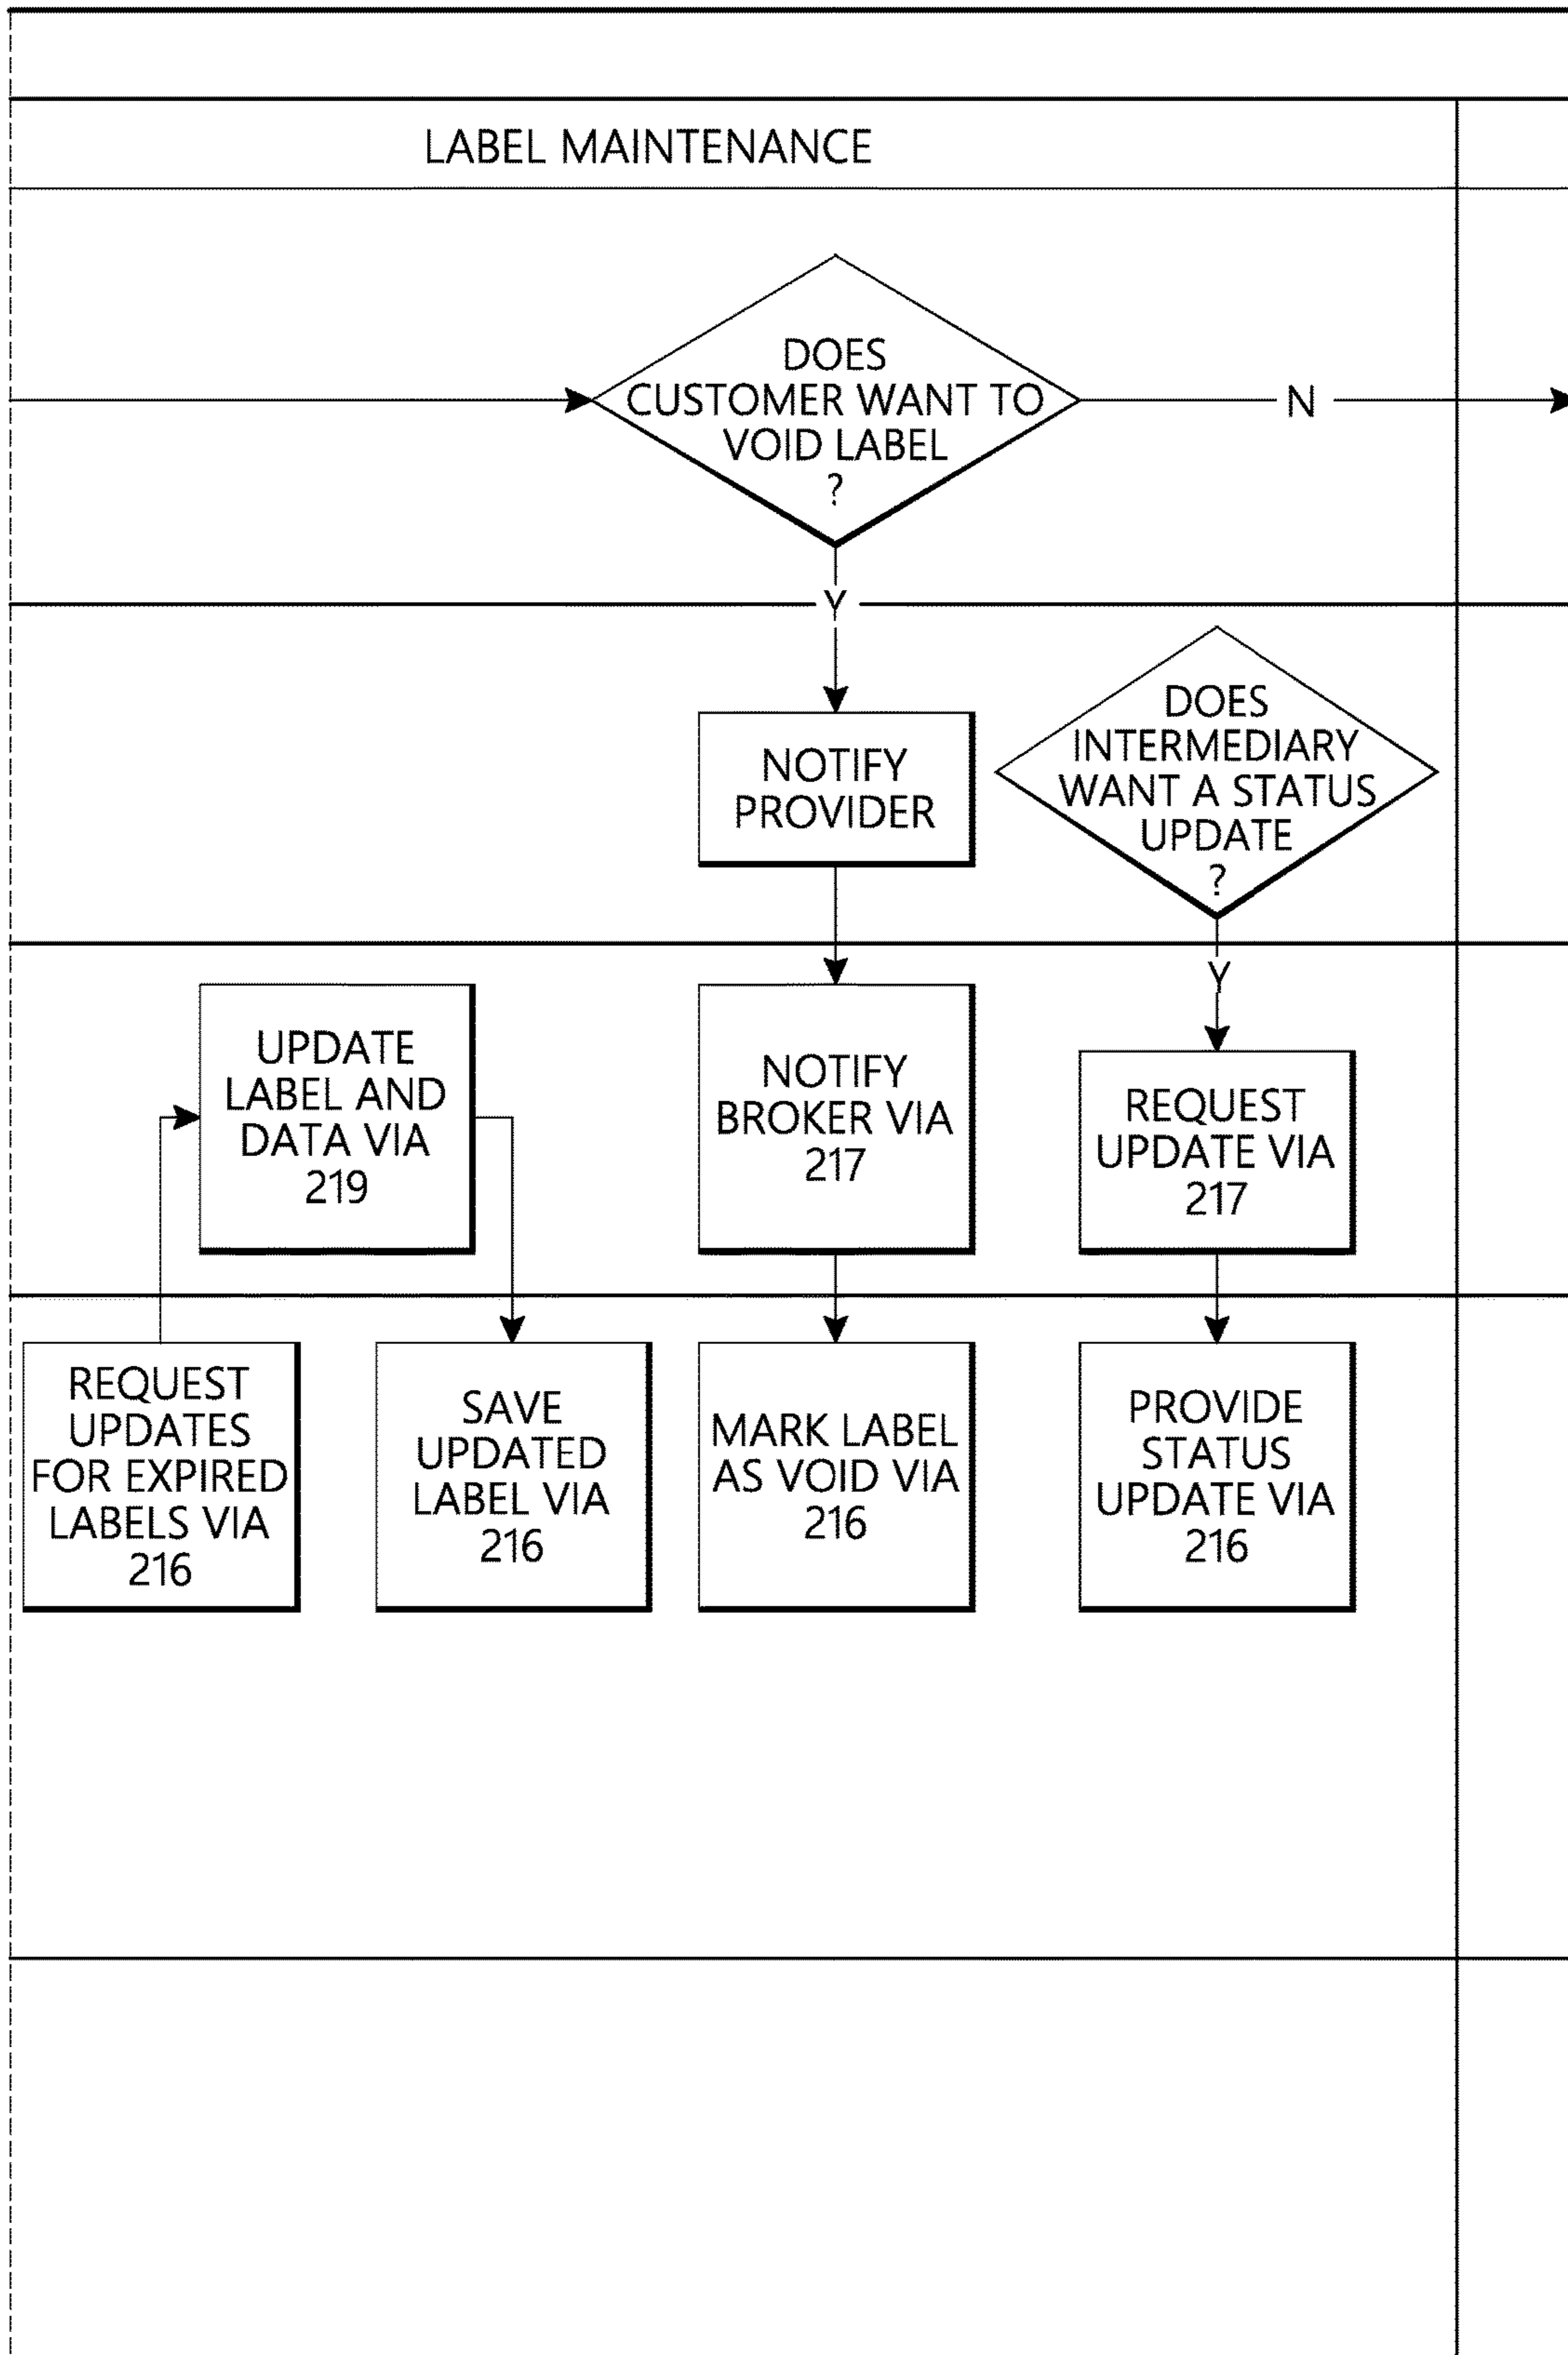 LABEL MAINTENANCE
DOES
CUSTOMER WANT TO
VOID LABEL
?
N
Y
NOTIFY
PROVIDER
DOES
INTERMEDIARY
WANT A STATUS
UPDATE
?
Y
UPDATE
LABEL AND
DATA VIA
219
NOTIFY
BROKER VIA
217
REQUEST
UPDATE VIA
217
REQUEST
UPDATES
FOR EXPIRED
LABELS VIA
216
SAVE
UPDATED
LABEL VIA
216
MARK LABEL
AS VOID VIA
216
PROVIDE
STATUS
UPDATE VIA
216